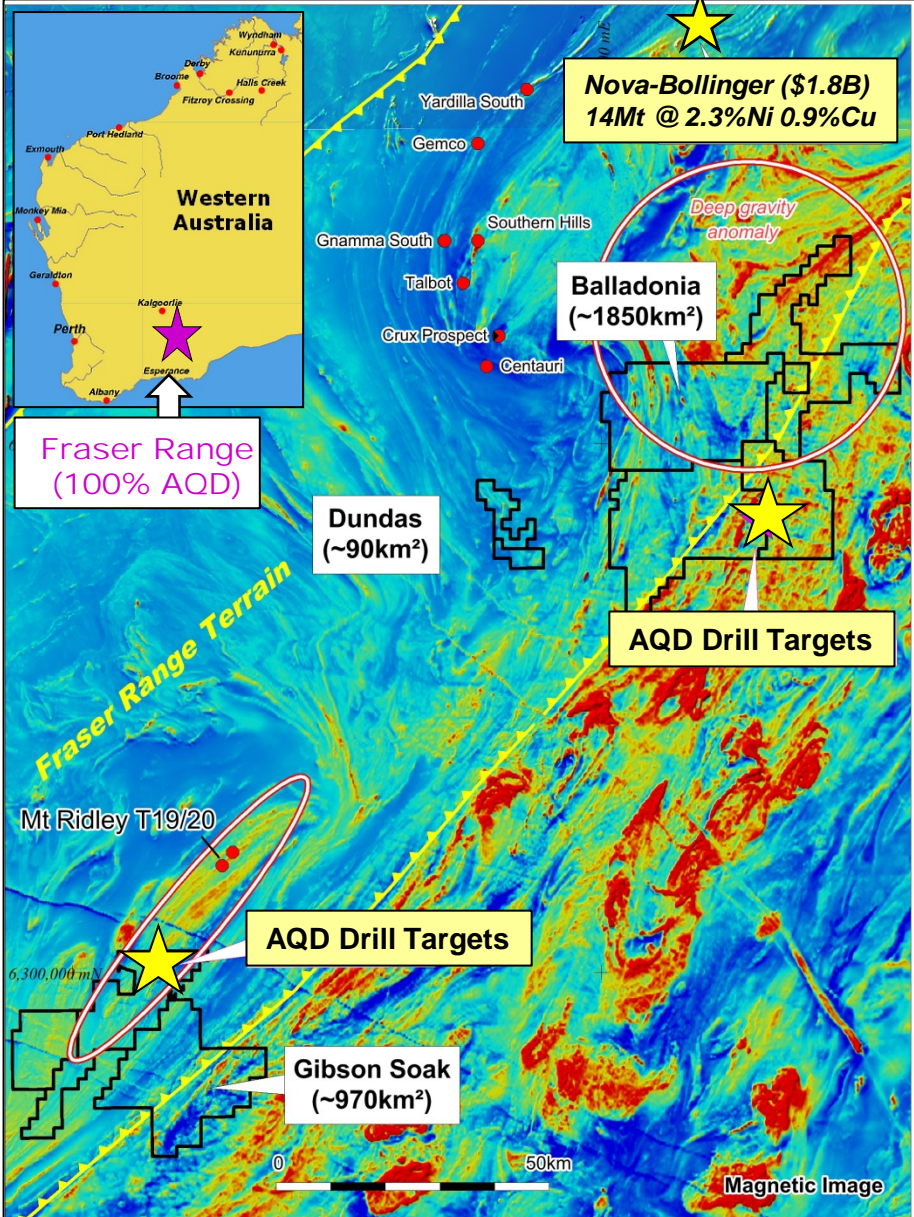 Wyndham
Kununurra
Derby
Broome
Halls Creek
Fitzroy Crossing
Port Hedland
Exmouth
Western
Australia
Monkey Mia
Geraldton
Kalgoorlie
Perth
Esperance
Albany
Fraser Range
(100% AQD)
Nova-Bollinger ($1.8B)
14Mt @ 2.3%Ni 0.9%Cu
Yardilla South
Gemco
Deep gravity
anomaly
Southern Hills
Gnamma South
Talbot
Balladonia
(~1850km²)
Crux Prospect
Centauri
Dundas
(~90km²)
AQD Drill Targets
Fraser Range Terrain
Mt Ridley T19/20
AQD Drill Targets
6,300,000 mN
Gibson Soak
(~970km²)
0 50km
Magnetic Image